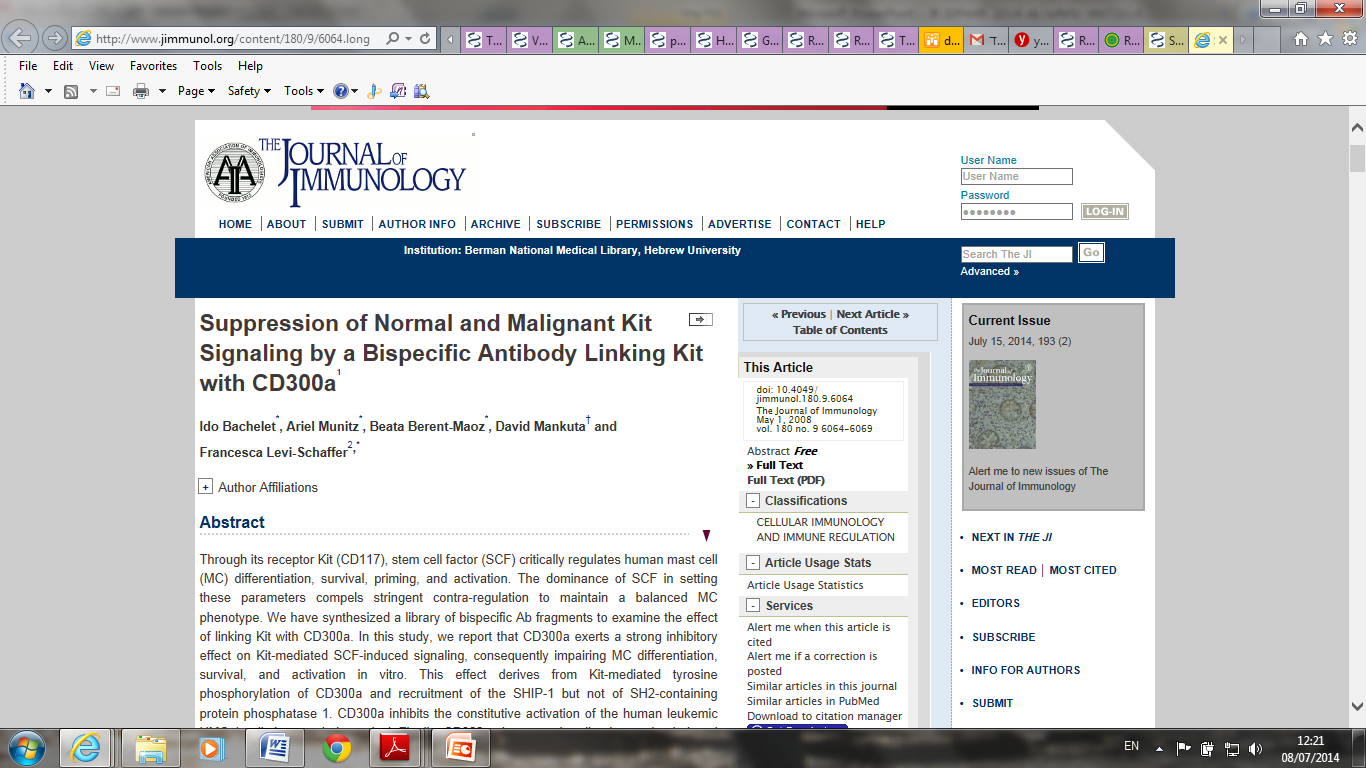 http://www.jimmunol.org/content/180/9/6064.long
T...
V...
A...
M...
p...
H...
G...
R...
R...
T...
d...
"T...
y...
R...
R...
S...
File Edit View Favorites Tools Help
Page Safety Tools
THE JOURNAL OF
IMMUNOLOGY
User Name
User Name
Password
LOG-IN
HOME ABOUT SUBMIT AUTHOR INFO ARCHIVE SUBSCRIBE PERMISSIONS ADVERTISE CONTACT HELP
Institution: Berman National Medical Library, Hebrew University
Search The JI Go
Advanced »
Suppression of Normal and Malignant Kit
Signaling by a Bispecific Antibody Linking Kit
with CD300a1
Ido Bachelet*, Ariel Munitz*, Beata Berent-Maoz*, David Mankuta† and
Francesca Levi-Schaffer2,*
+ Author Affiliations
Abstract
Through its receptor Kit (CD117), stem cell factor (SCF) critically regulates human mast cell
(MC) differentiation, survival, priming, and activation. The dominance of SCF in setting
these parameters compels stringent contra-regulation to maintain a balanced MC
phenotype. We have synthesized a library of bispecific Ab fragments to examine the effect
of linking Kit with CD300a. In this study, we report that CD300a exerts a strong inhibitory
effect on Kit-mediated SCF-induced signaling, consequently impairing MC differentiation,
survival, and activation in vitro. This effect derives from Kit-mediated tyrosine
phosphorylation of CD300a and recruitment of the SHIP-1 but not of SH2-containing
protein phosphatase 1. CD300a inhibits the constitutive activation of the human leukemic
« Previous | Next Article »
Table of Contents
This Article
doi: 10.4049/
jimmunol.180.9.6064
The Journal of Immunology
May 1, 2008
vol. 180 no. 9 6064-6069
Abstract Free
» Full Text
Full Text (PDF)
- Classifications
CELLULAR IMMUNOLOGY
AND IMMUNE REGULATION
- Article Usage Stats
Article Usage Statistics
- Services
Alert me when this article is
cited
Alert me if a correction is
posted
Similar articles in this journal
Similar articles in PubMed
Download to citation manager
Current Issue
July 15, 2014, 193 (2)
The Journal of
Immunology
Alert me to new issues of The
Journal of Immunology
• NEXT IN THE JI
• MOST READ | MOST CITED
• EDITORS
• SUBSCRIBE
• INFO FOR AUTHORS
• SUBMIT
EN
12:21
08/07/2014